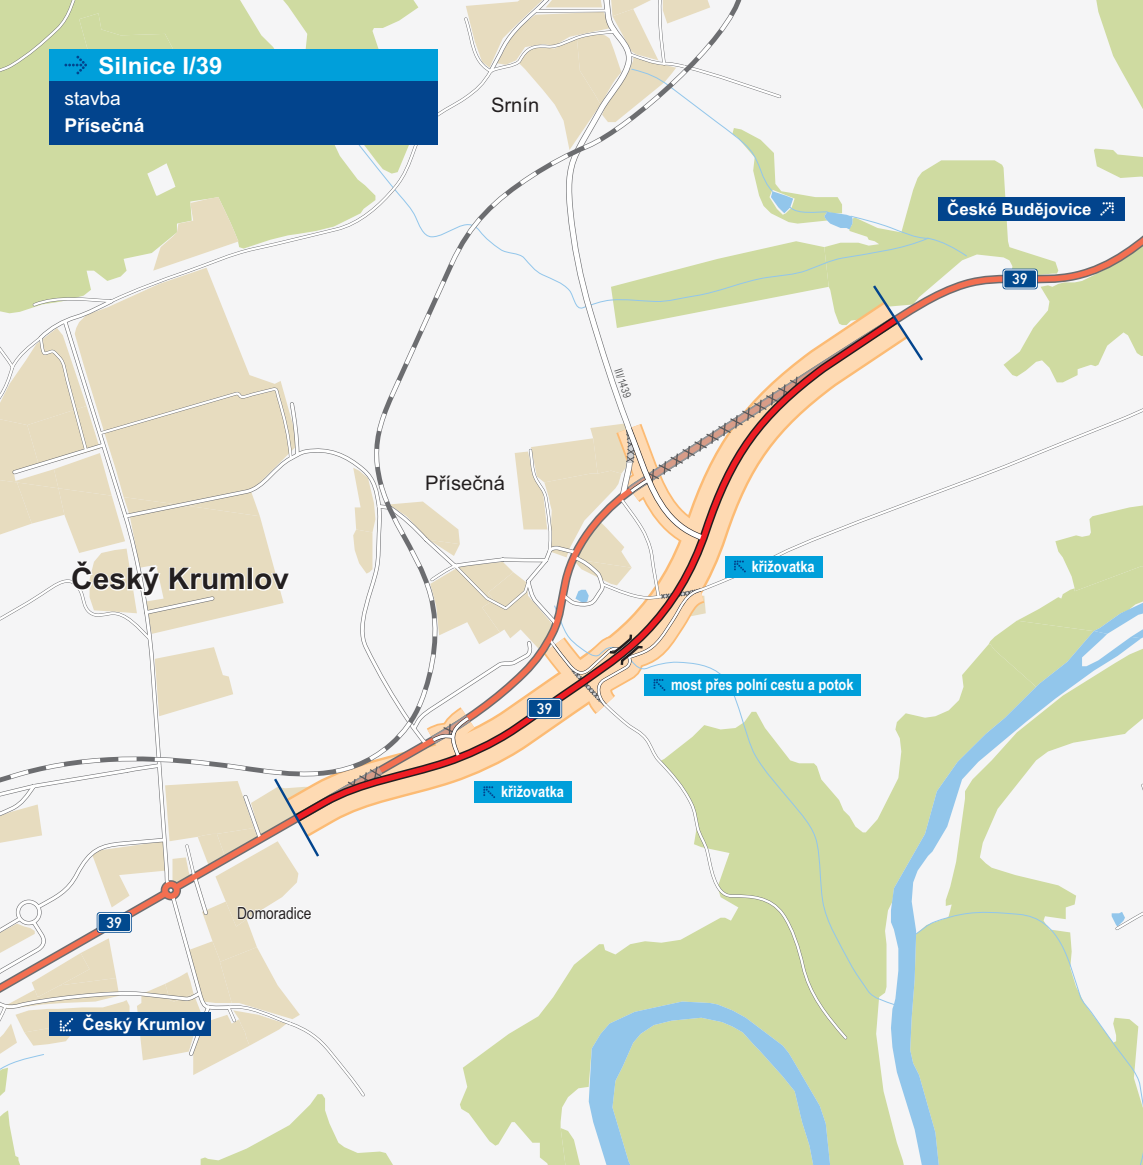 Silnice I/39
stavba
Přísečná
Srnín
České Budějovice
39
III/1439
Přísečná
křižovatka
Český Krumlov
most přes polní cestu a potok
39
křižovatka
Domoradice
39
Český Krumlov